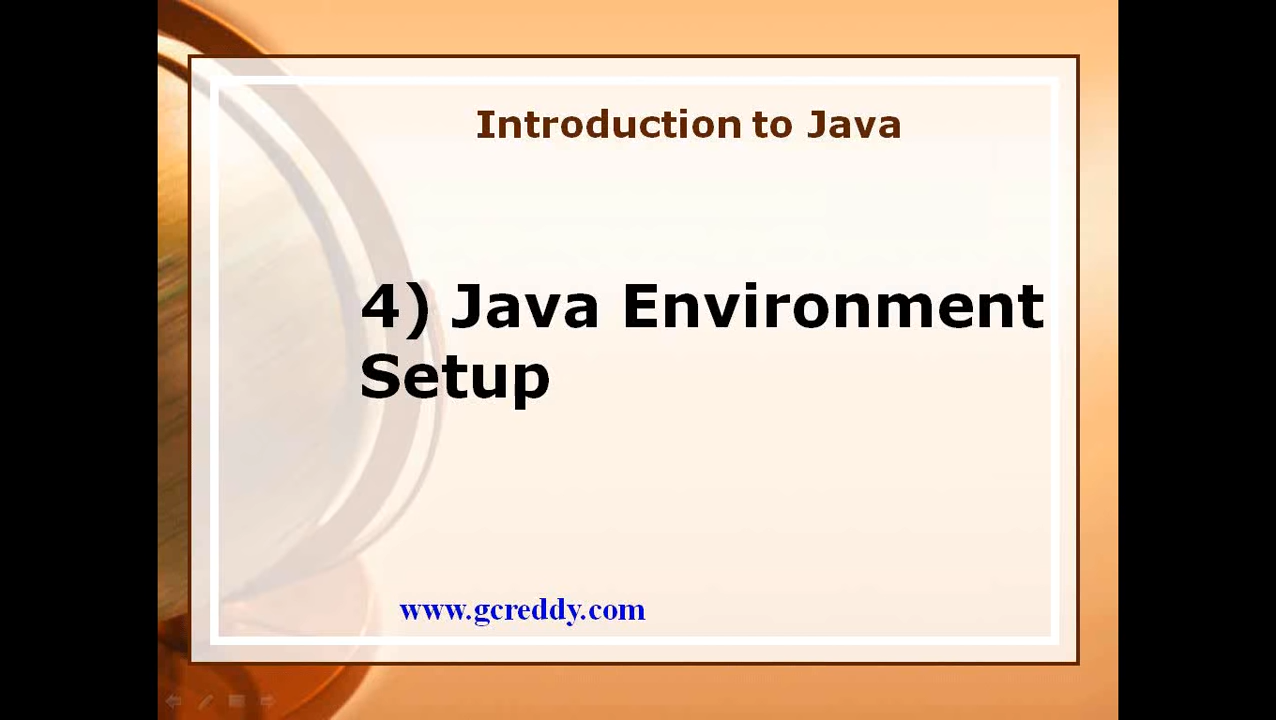 Introduction to Java
4) Java Environment
Setup
www.gcreddy.com